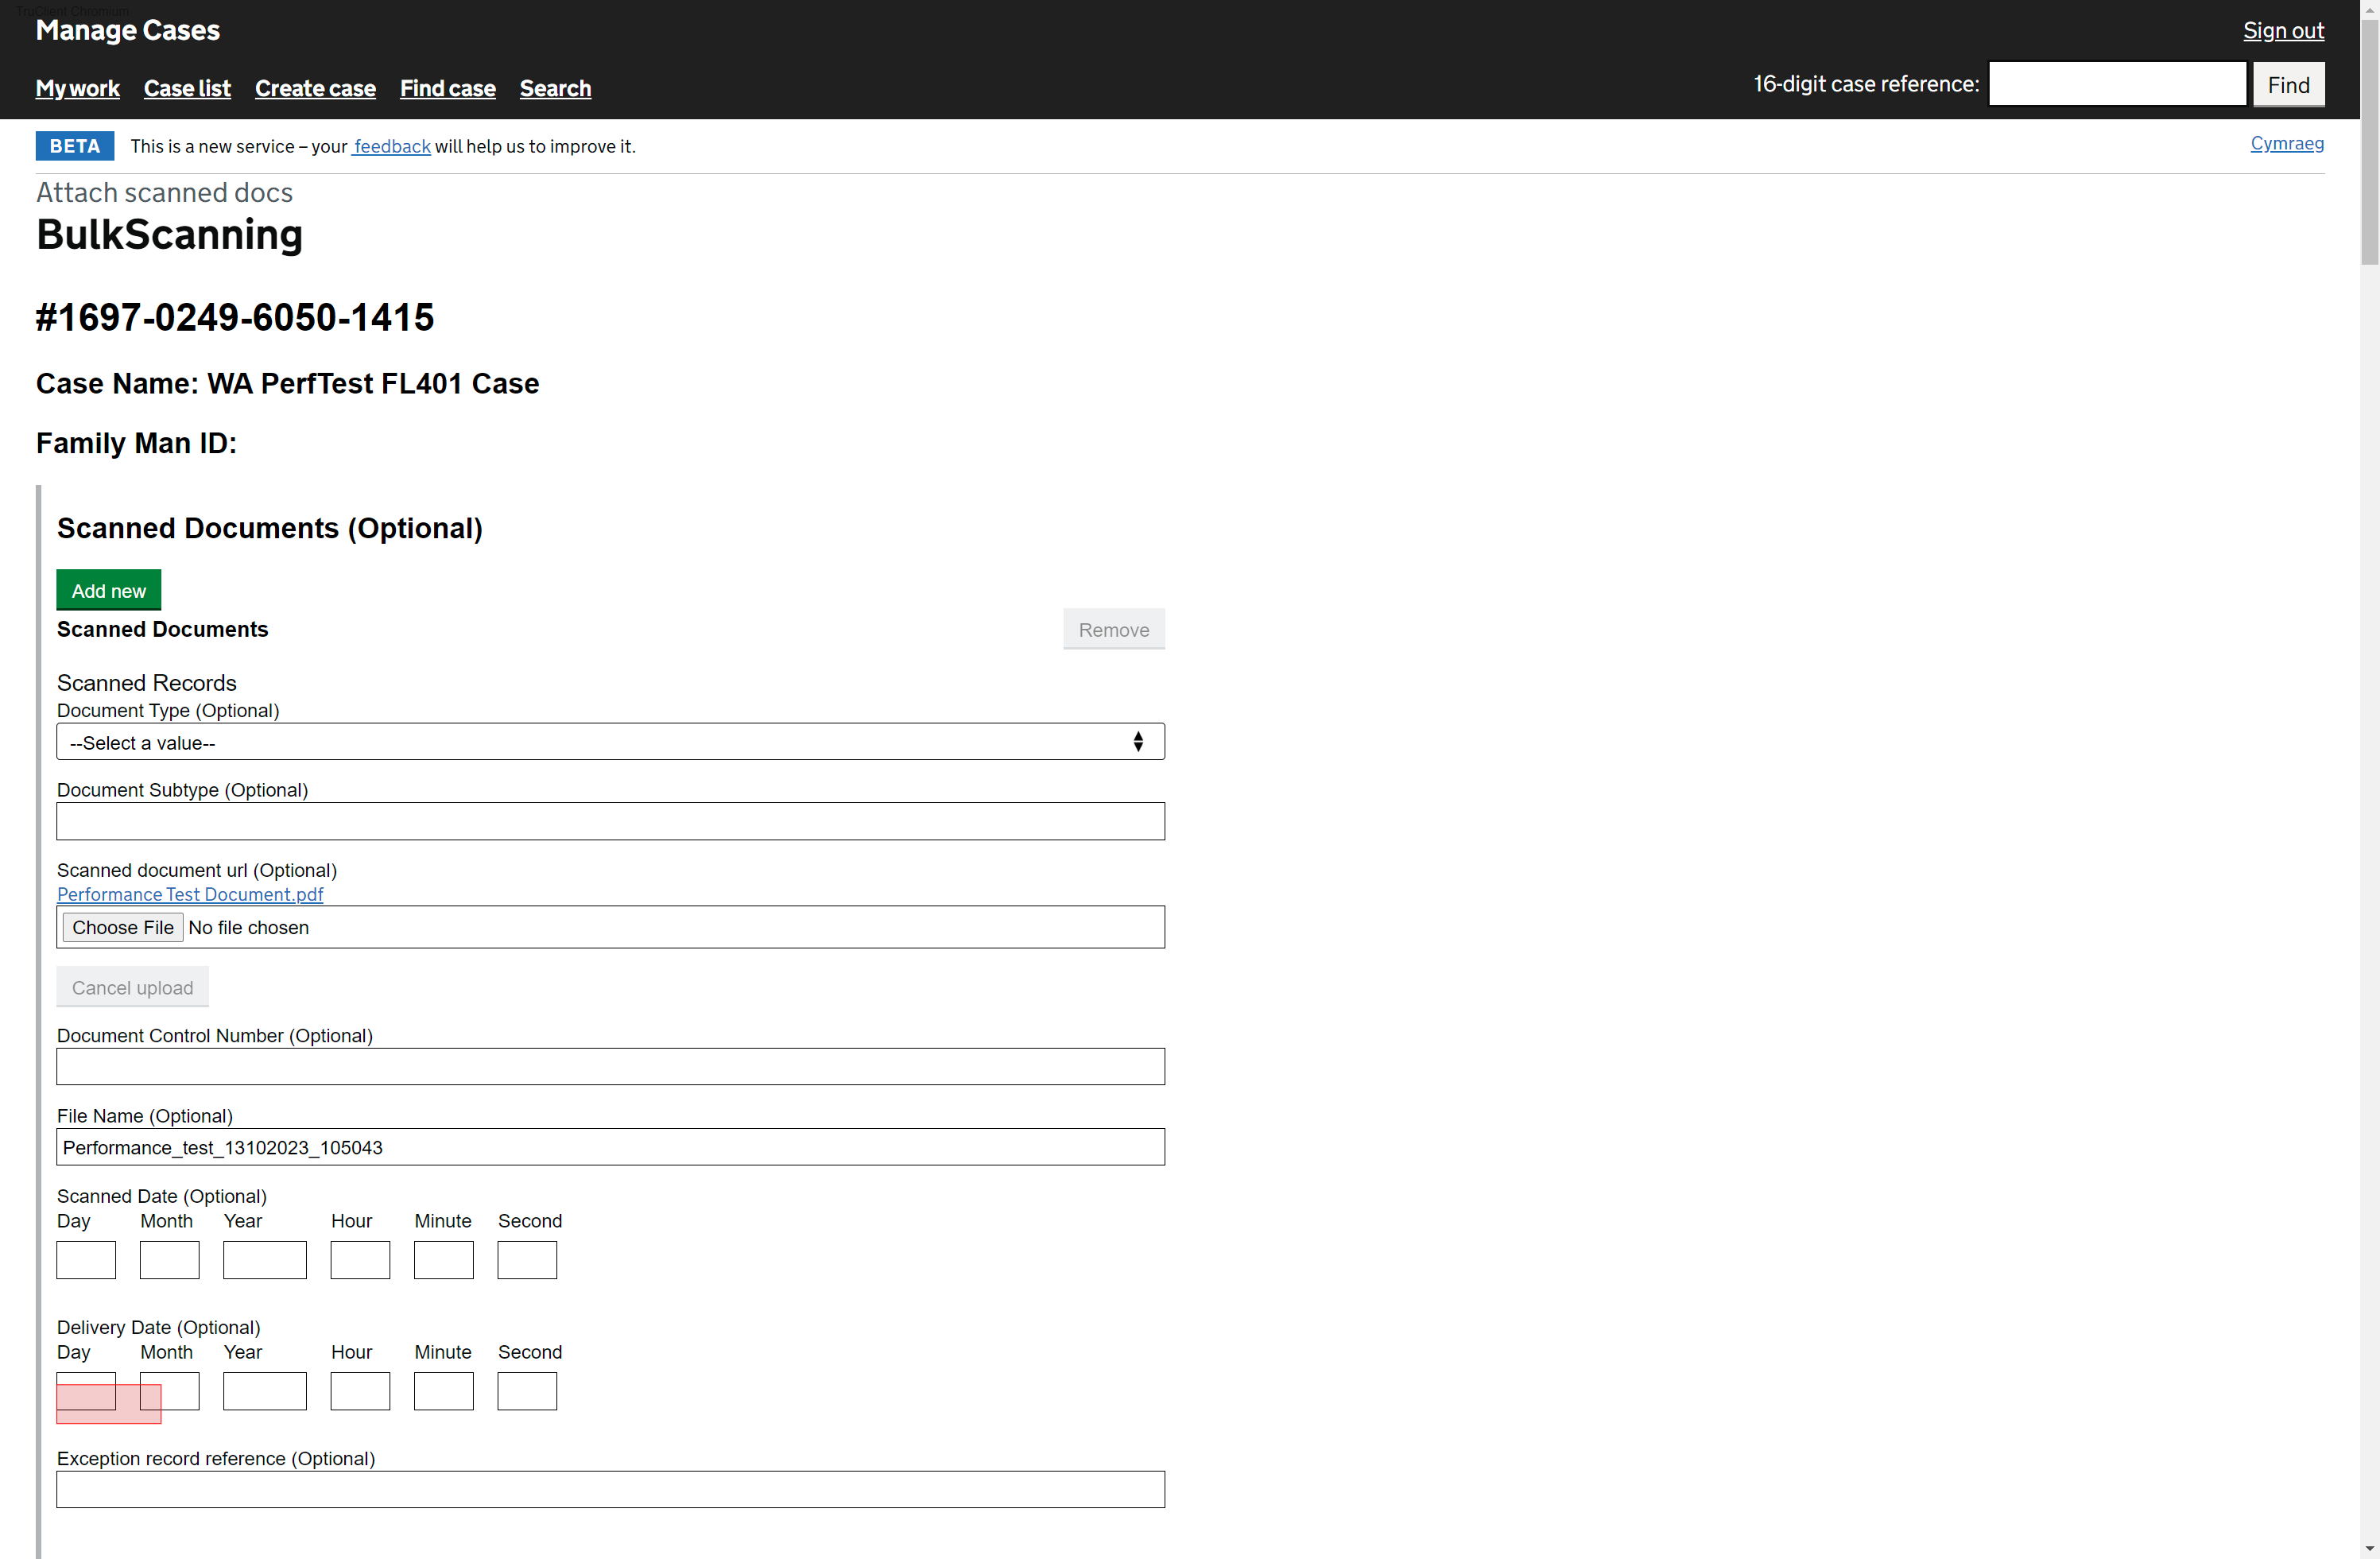 TruClient Chromium
Manage Cases
Sign out
My work Case list Create case Find case Search
16-digit case reference: Find
BETA This is a new service – your feedback will help us to improve it.
Cymraeg
Attach scanned docs
BulkScanning
#1697-0249-6050-1415
Case Name: WA PerfTest FL401 Case
Family Man ID:
Scanned Documents (Optional)
Add new
Scanned Documents
Remove
Scanned Records
Document Type (Optional)
--Select a value--
Document Subtype (Optional)
Scanned document url (Optional)
Performance Test Document.pdf
Choose File No file chosen
Cancel upload
Document Control Number (Optional)
File Name (Optional)
Performance_test_13102023_105043
Scanned Date (Optional)
Day Month Year Hour Minute Second
Delivery Date (Optional)
Day Month Year Hour Minute Second
Exception record reference (Optional)